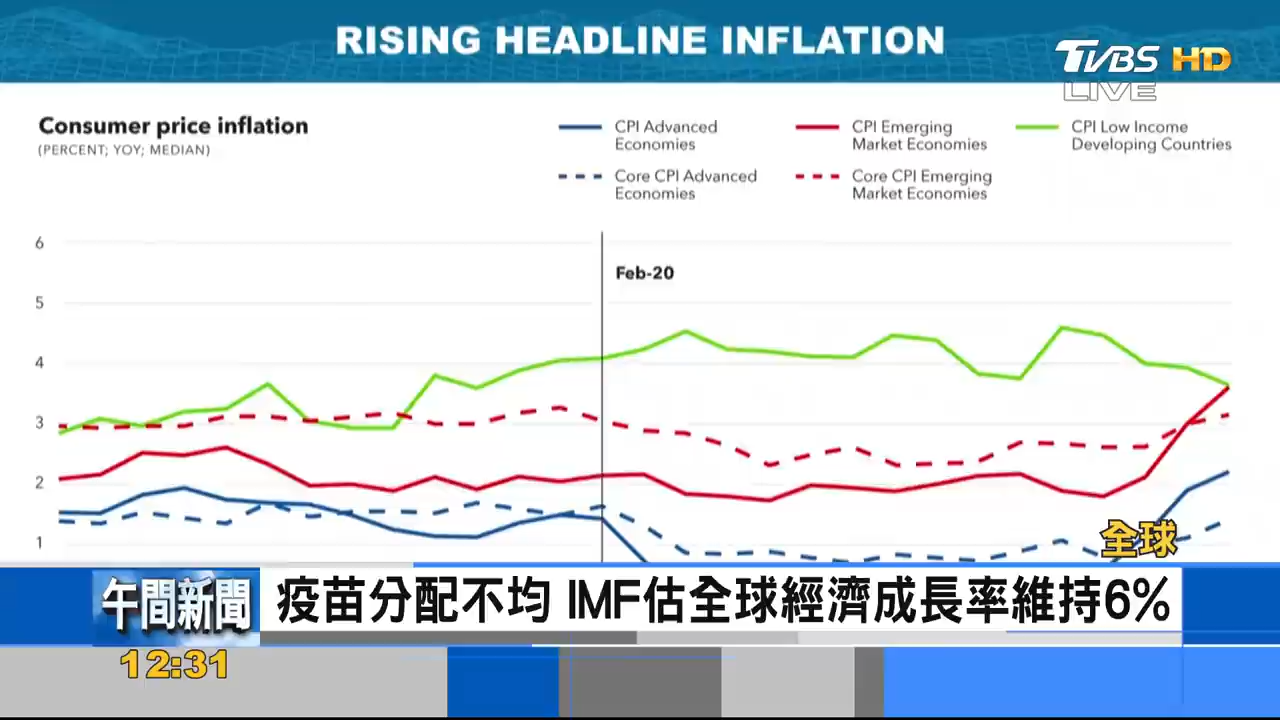 RISING HEADLINE INFLATION
TVBS HD
LIVE
Consumer price inflation
(PERCENT; YOY; MEDIAN)
CPI Advanced
Economies
CPI Emerging
Market Economies
CPI Low Income
Developing Countries
Core CPI Advanced
Economies
Core CPI Emerging
Market Economies
6
Feb-20
5
4
3
2
1
全球
午間新聞
疫苗分配不均 IMF估全球經濟成長率維持6%
12:31